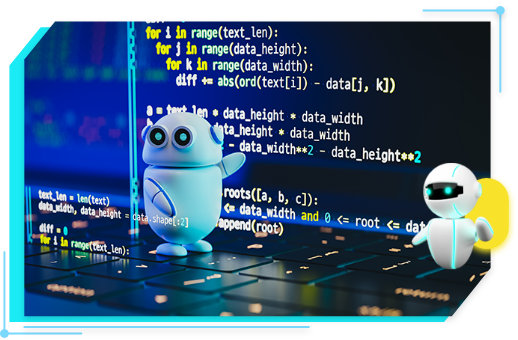 for i in range(text_len):
for j in range(data_height):
for k in range(data_width):
diff += abs(ord(text[i]) - data[j, k])
a = text_len * data_height * data_width
* data_height * data_width
- data_width**2 - data_height**2
roots([a, b, c]):
<= data_width and 0 <= root <=
append(root)
text_len = len(text)
data_width, data_height = data.shape[:2]
diff = 0
for i in range(text_len):